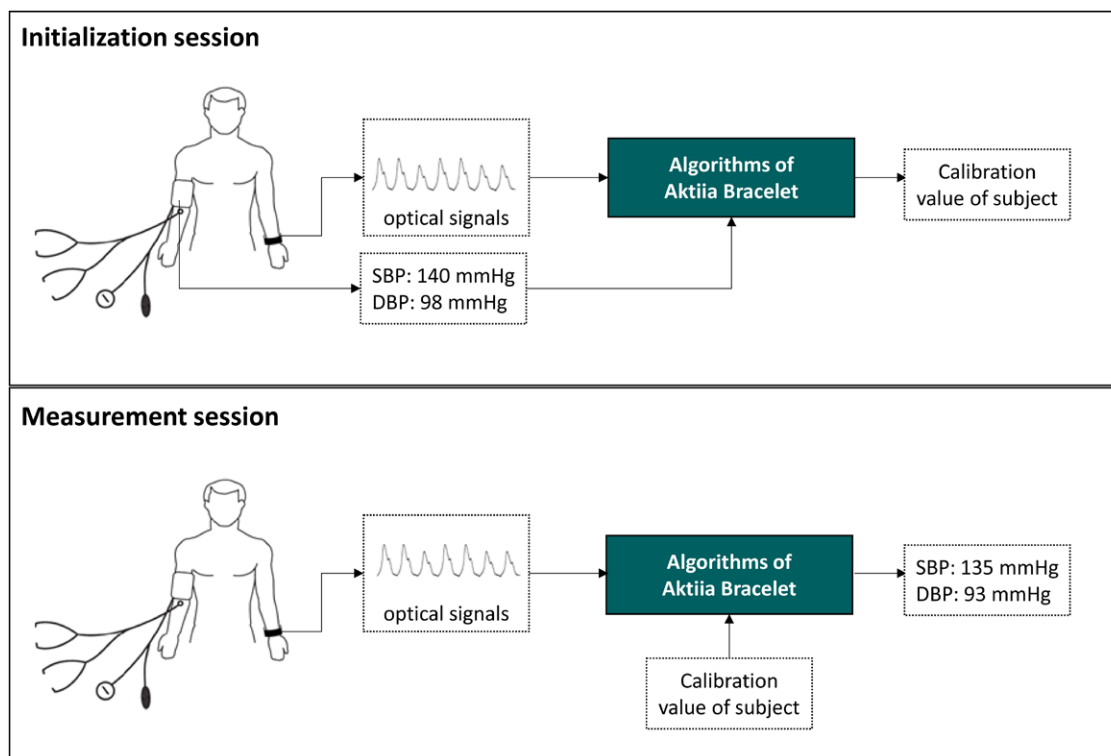 Initialization session
optical signals
SBP: 140 mmHg
DBP: 98 mmHg
Algorithms of
Aktiia Bracelet
Calibration
value of subject
Measurement session
optical signals
Algorithms of
Aktiia Bracelet
SBP: 135 mmHg
DBP: 93 mmHg
Calibration
value of subject